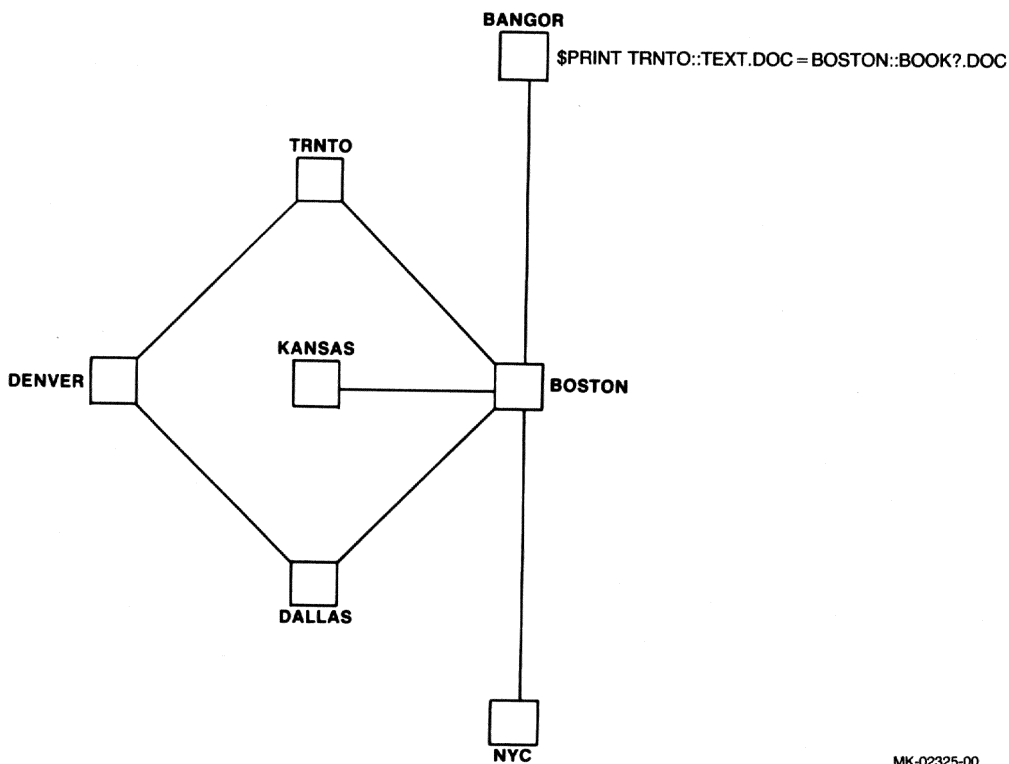 BANGOR
$PRINT TRNTO::TEXT.DOC=BOSTON::BOOK?.DOC
TRNTO
KANSAS
DENVER
BOSTON
DALLAS
NYC
MK-02325-00